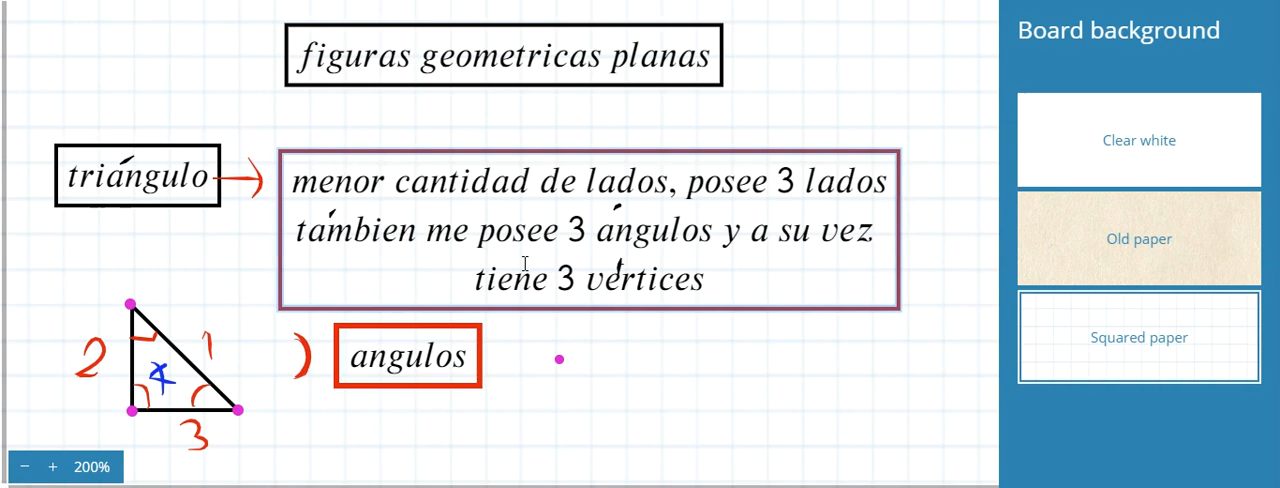 figuras geometricas planas
triángulo
menor cantidad de lados, posee 3 lados
támbien me posee 3 ángulos y a su vez
tiene 3 vértices
2
1
3
) angulos
200%
Board background
Clear white
Old paper
Squared paper